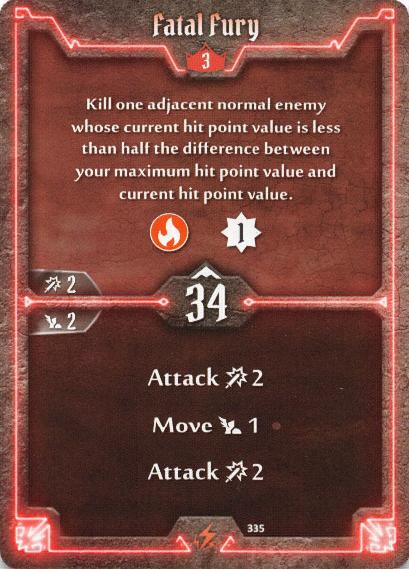 Fatal Fury
3
Kill one adjacent normal enemy
whose current hit point value is less
than half the difference between
your maximum hit point value and
current hit point value.
1
2
34
2
Attack 2
Move 1
Attack 2
335